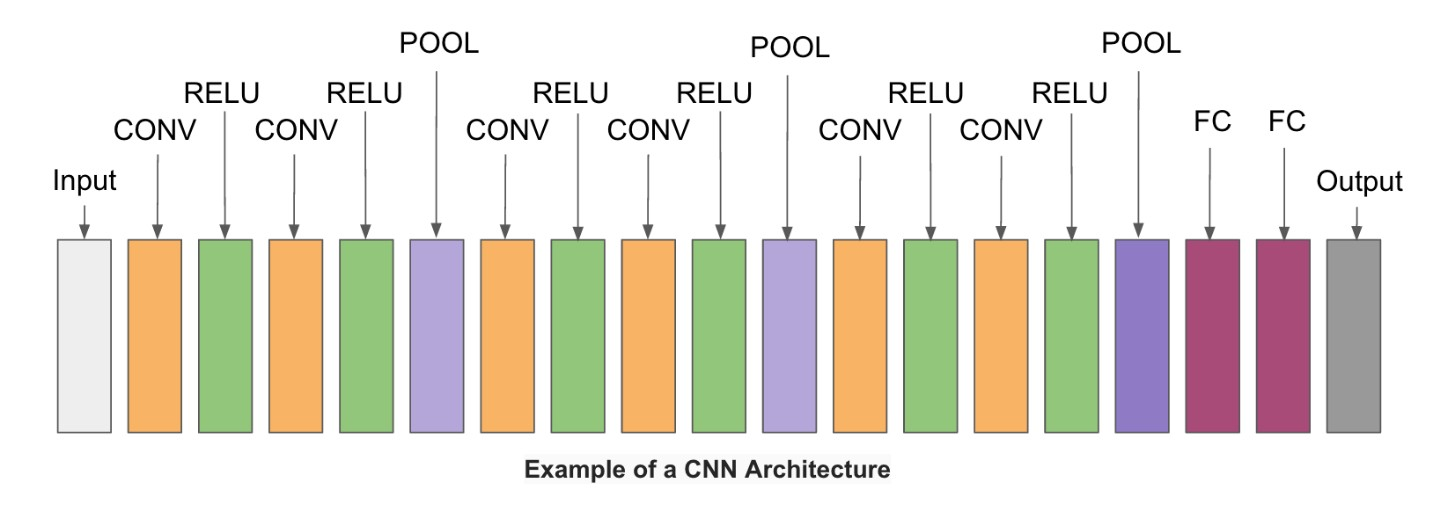 POOL POOL POOL
RELU RELU RELU RELU RELU RELU
CONV CONV CONV CONV CONV CONV FC FC
Input Output
Example of a CNN Architecture